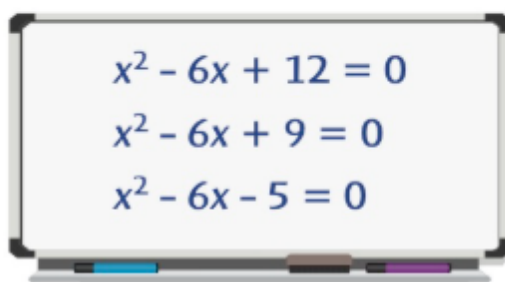 x² – 6x + 12 = 0
x² – 6x + 9 = 0
x² – 6x – 5 = 0